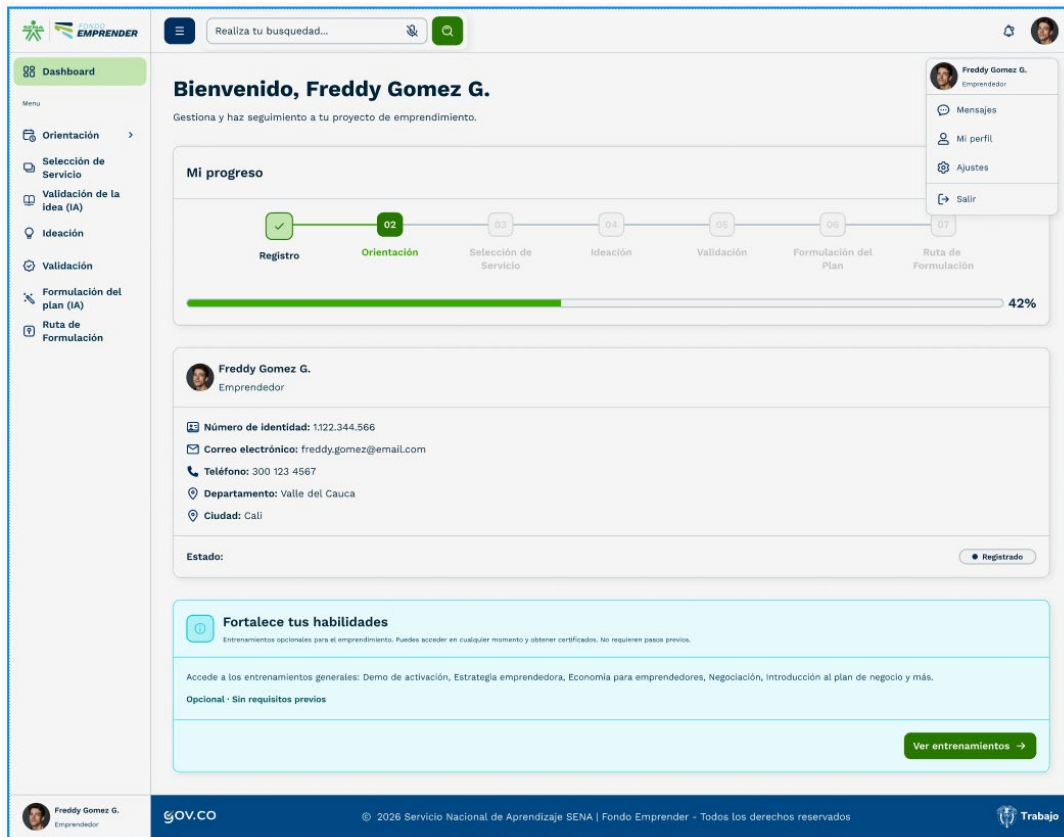 FONDO
EMPRENDER
Realiza tu busquedad...
Dashboard
Menu
Orientación
Selección de
Servicio
Validación de la
idea (IA)
Ideación
Validación
Formulación del
plan (IA)
Ruta de
Formulación
Freddy Gomez G.
Emprendedor
Bienvenido, Freddy Gomez G.
Gestiona y haz seguimiento a tu proyecto de emprendimiento.
Freddy Gomez G.
Emprendedor
Mensajes
Mi perfil
Ajustes
Salir
Mi progreso
02
03
04
05
06
07
Registro
Orientación
Selección de
Servicio
Ideación
Validación
Formulación del
Plan
Ruta de
Formulación
42%
Freddy Gomez G.
Emprendedor
Número de identidad: 1.122.344.566
Correo electrónico: freddy.gomez@email.com
Teléfono: 300 123 4567
Departamento: Valle del Cauca
Ciudad: Cali
Estado:
Registrado
Fortalece tus habilidades
Entrenamientos opcionales para el emprendimiento. Puedes acceder en cualquier momento y obtener certificados. No requieren pasos previos.
Accede a los entrenamientos generales: Demo de activación, Estrategia emprendedora, Economía para emprendedores, Negociación, Introducción al plan de negocio y más.
Opcional · Sin requisitos previos
Ver entrenamientos →
GOV.CO
© 2026 Servicio Nacional de Aprendizaje SENA | Fondo Emprender - Todos los derechos reservados
Trabajo